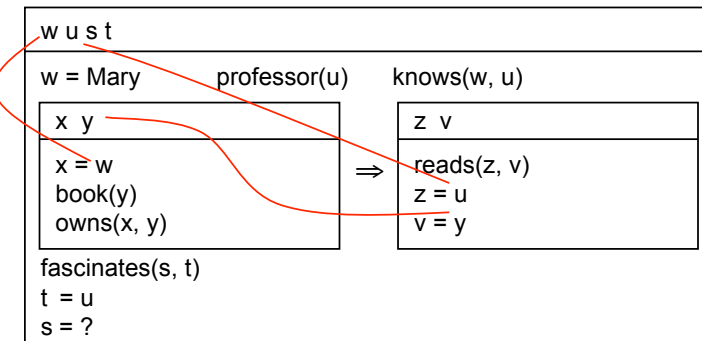 w u s t
w = Mary professor(u) knows(w, u)
x y
z v
x = w
book(y)
owns(x, y)
⇒
reads(z, v)
z = u
v = y
fascinates(s, t)
t = u
s = ?